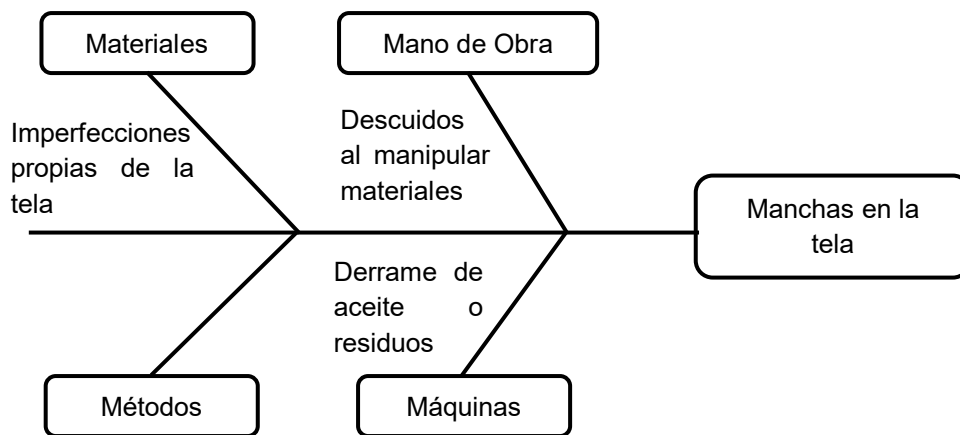 Materiales
Mano de Obra
Imperfecciones
propias de la
tela
Descuidos
al manipular
materiales
Manchas en la
tela
Derrame de
aceite o
residuos
Métodos
Máquinas